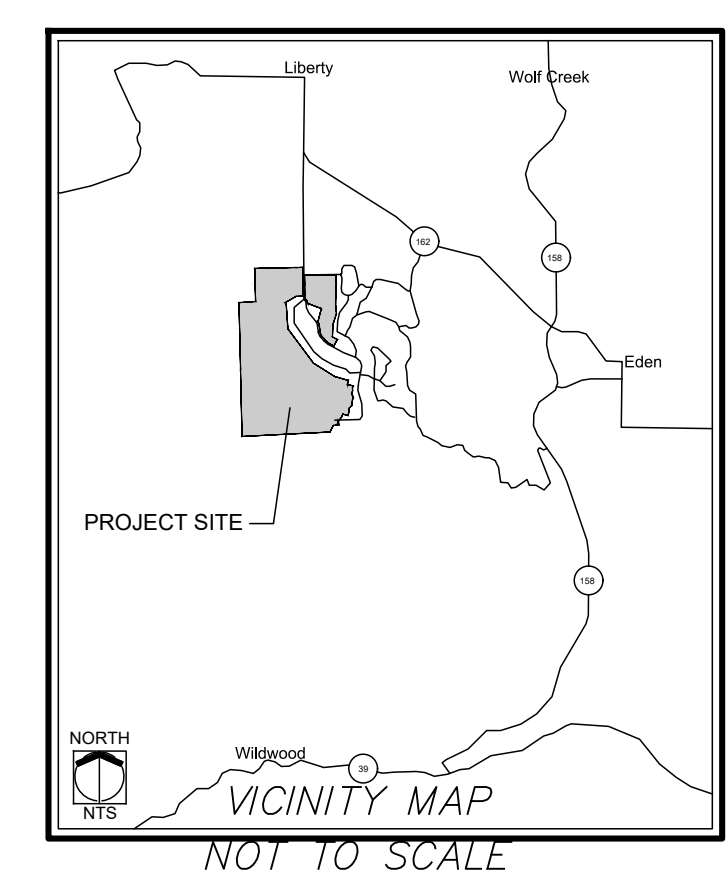 Liberty
Wolf Creek
162
158
Eden
PROJECT SITE
158
NORTH
NTS
Wildwood
39
VICINITY MAP
NOT TO SCALE